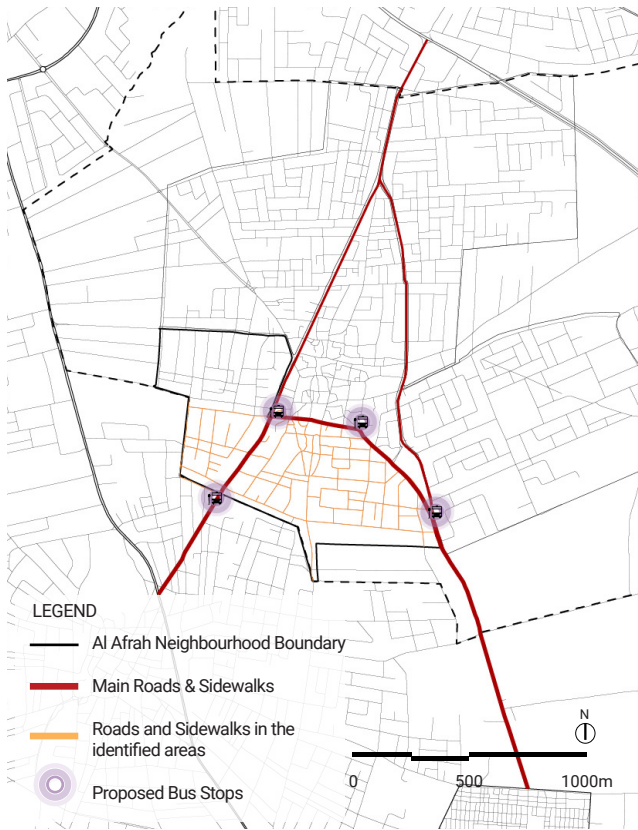 LEGEND
Al Afrah Neighbourhood Boundary
Main Roads & Sidewalks
Roads and Sidewalks in the
identified areas
Proposed Bus Stops
N
0 500 1000m